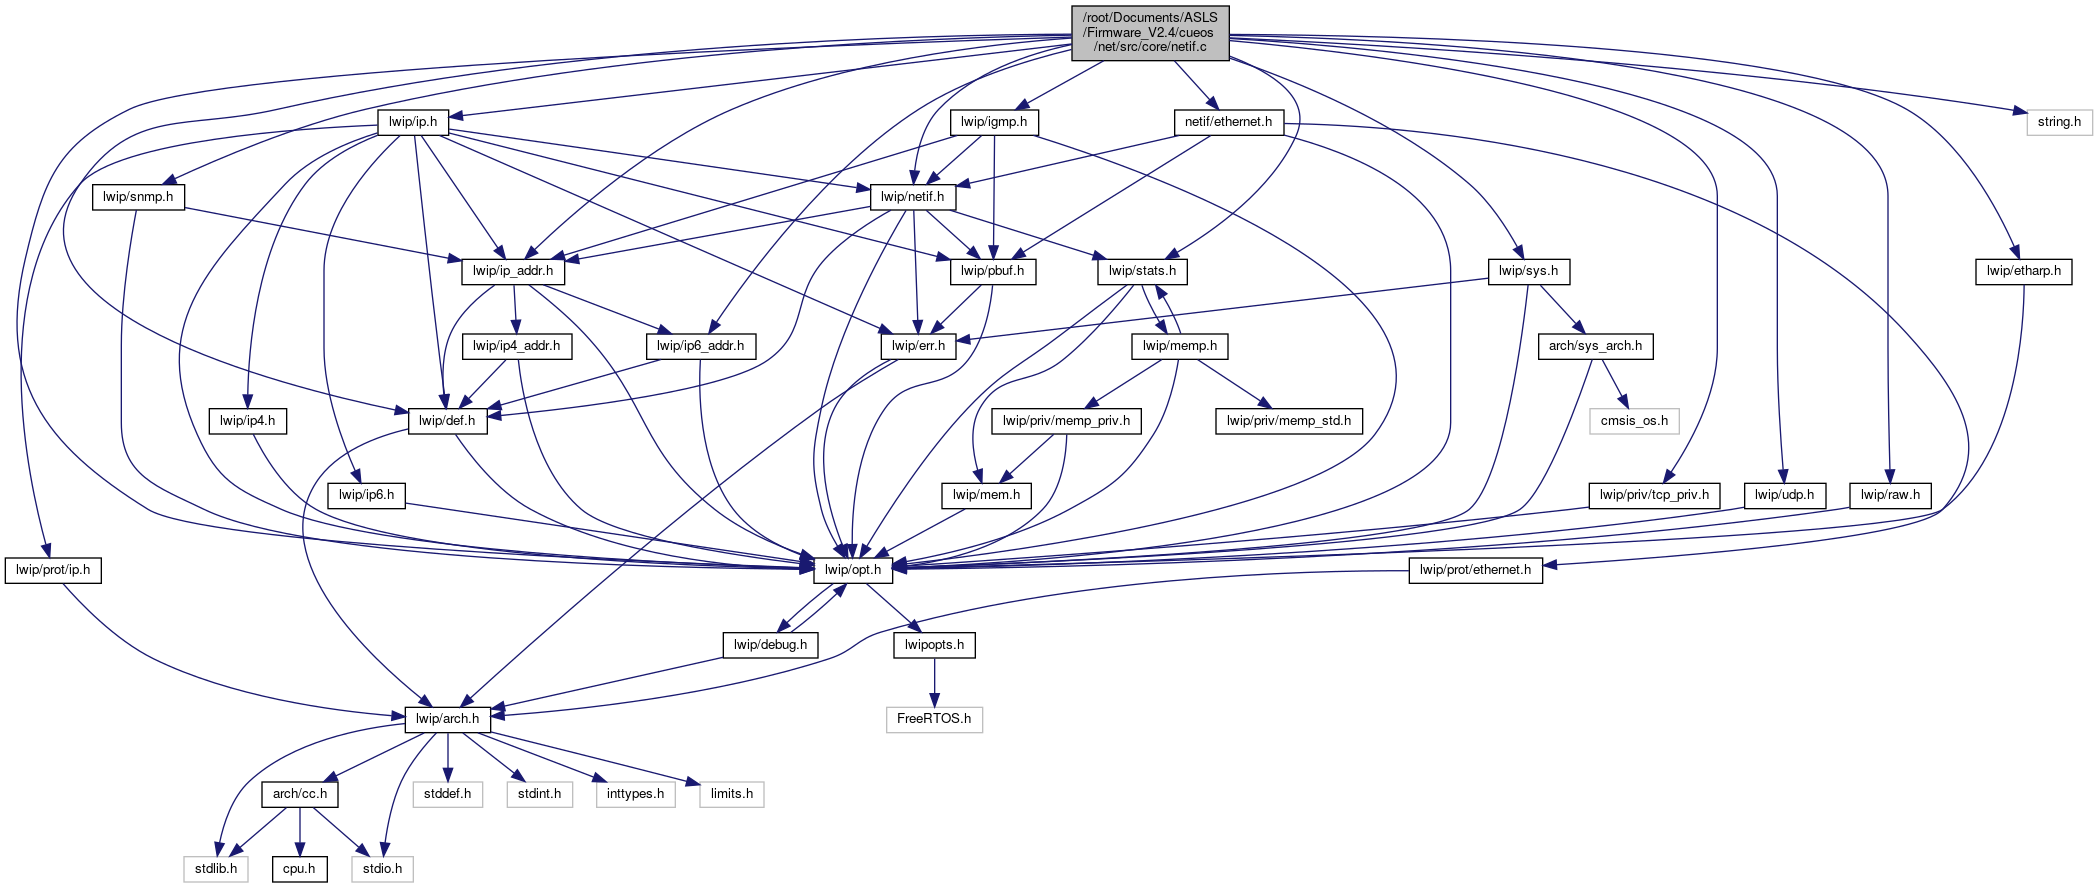 /root/Documents/ASLS
/Firmware_V2.4/cueos
/net/src/core/netif.c
lwip/ip.h
lwip/igmp.h
netif/ethernet.h
string.h
lwip/snmp.h
lwip/netif.h
lwip/ip_addr.h
lwip/pbuf.h
lwip/stats.h
lwip/sys.h
lwip/etharp.h
lwip/ip4_addr.h
lwip/ip6_addr.h
lwip/err.h
lwip/memp.h
arch/sys_arch.h
lwip/ip4.h
lwip/def.h
lwip/priv/memp_priv.h
lwip/priv/memp_std.h
cmsis_os.h
lwip/ip6.h
lwip/mem.h
lwip/priv/tcp_priv.h
lwip/udp.h
lwip/raw.h
lwip/prot/ip.h
lwip/opt.h
lwip/prot/ethernet.h
lwip/debug.h
lwipopts.h
lwip/arch.h
FreeRTOS.h
arch/cc.h
stddef.h
stdint.h
inttypes.h
limits.h
stdlib.h
cpu.h
stdio.h